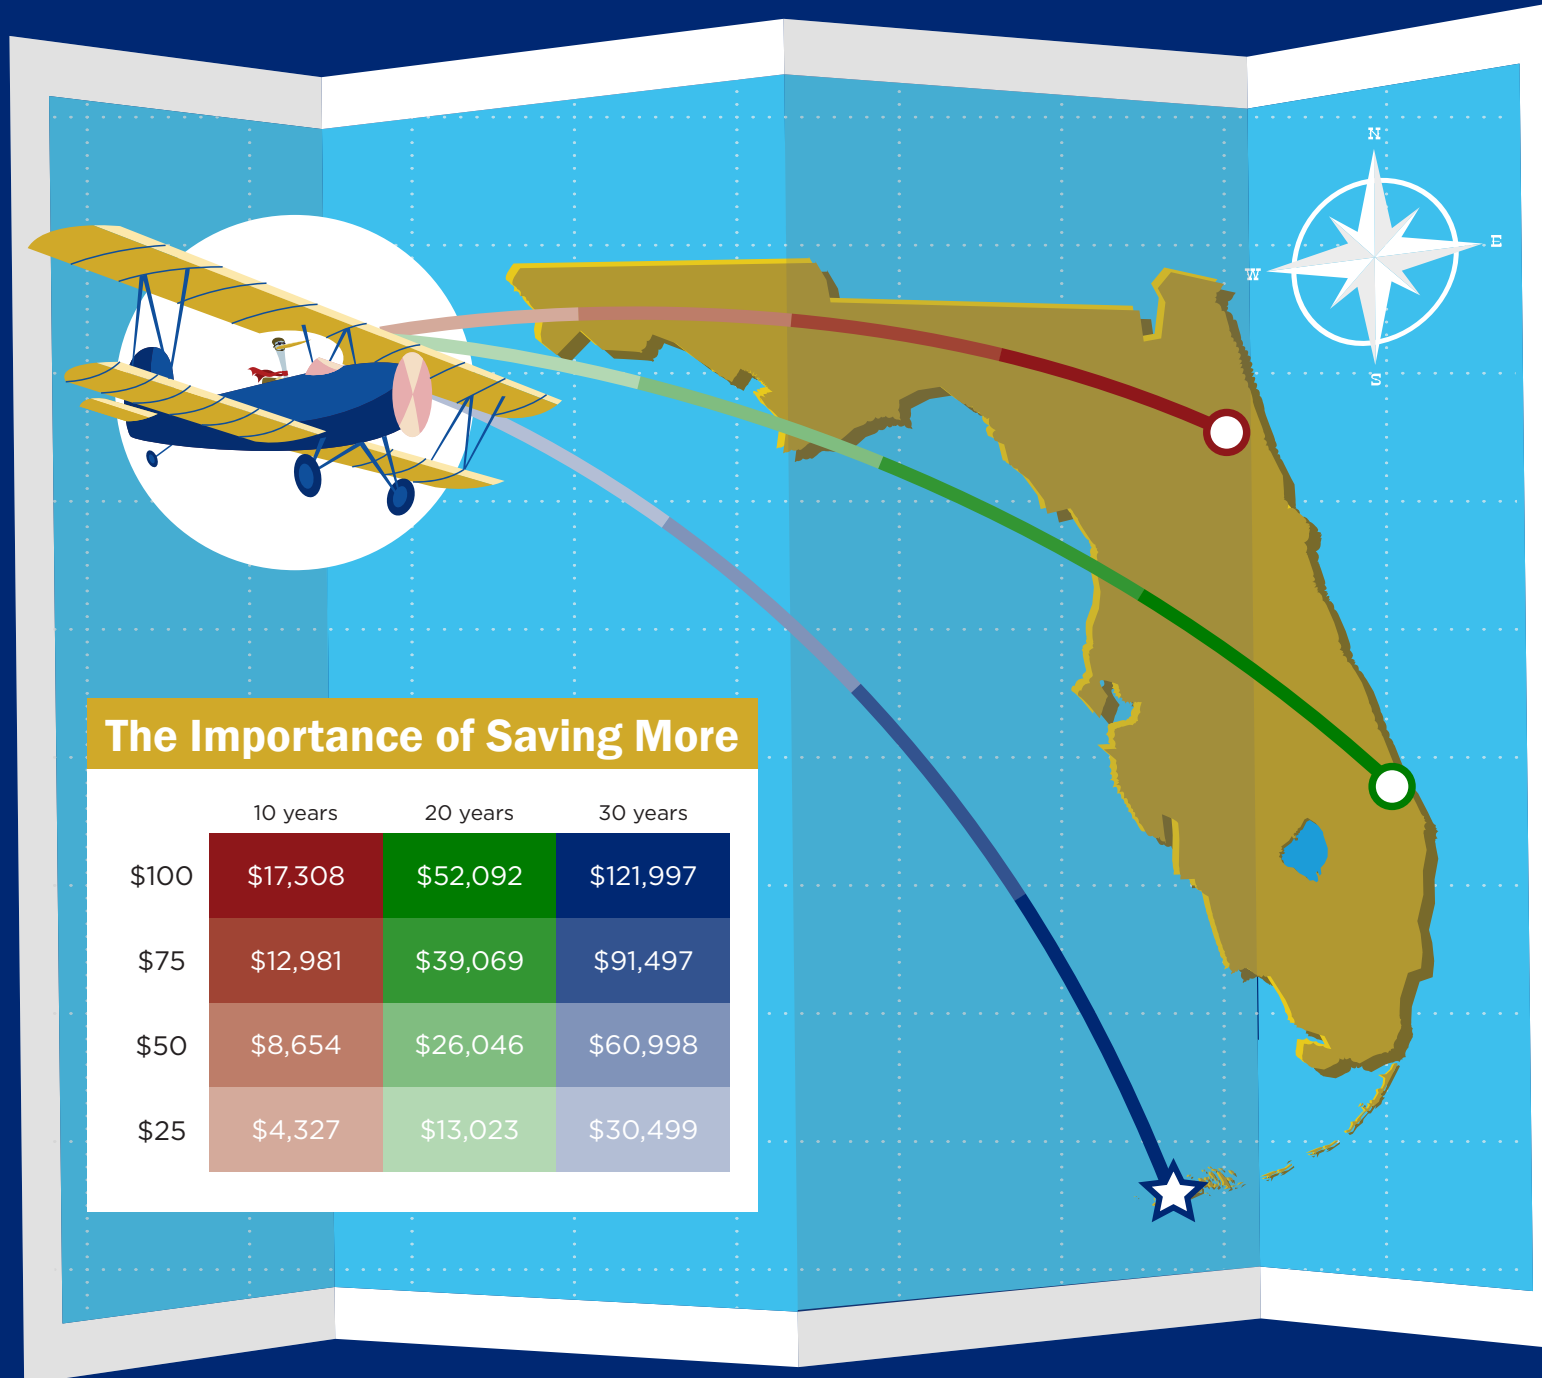 N
E
W
S
The Importance of Saving More
10 years 20 years 30 years
$100 $17,308 $52,092 $121,997
$75 $12,981 $39,069 $91,497
$50 $8,654 $26,046 $60,998
$25 $4,327 $13,023 $30,499